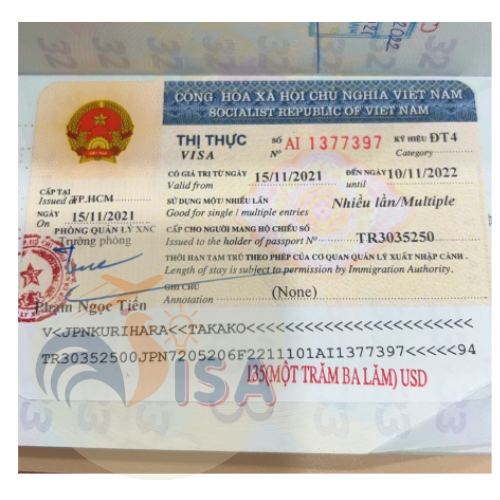 CỘNG HÒA XÃ HỘI CHỦ NGHĨA VIỆT NAM
SOCIALIST REPUBLIC OF VIET NAM
THỊ THỰC SỐ AI 1377397 KÝ HIỆU ĐT4
VISA Nº Category
CÓ GIÁ TRỊ TỪ NGÀY 15/11/2021 ĐẾN NGÀY 10/11/2022
Valid from until
CẤP TẠI TP.HCM
Issued at
SỬ DỤNG MỘT/ NHIỀU LẦN Nhiều lần/Multiple
Good for single / multiple entries
NGÀY 15/11/2021
On
CẤP CHO NGƯỜI MANG HỘ CHIẾU SỐ TR3035250
Issued to the holder of passport Nº
PHÒNG QUẢN LÝ XNC
Trưởng phòng
THỜI HẠN TẠM TRÚ THEO PHÉP CỦA CƠ QUAN QUẢN LÝ XUẤT NHẬP CẢNH.
Length of stay is subject to permission by Immigration Authority.
GHI CHÚ (None)
Annotation
Phạm Ngọc Tiến
V<JPNKURIHARA<<TAKAKO<<<<<<<<<<<<<<<<<<<<<<<
TR30352500JPN7205206F2211101AI1377397<<<<<94
135(MỘT TRĂM BA LĂM) USD
ISA